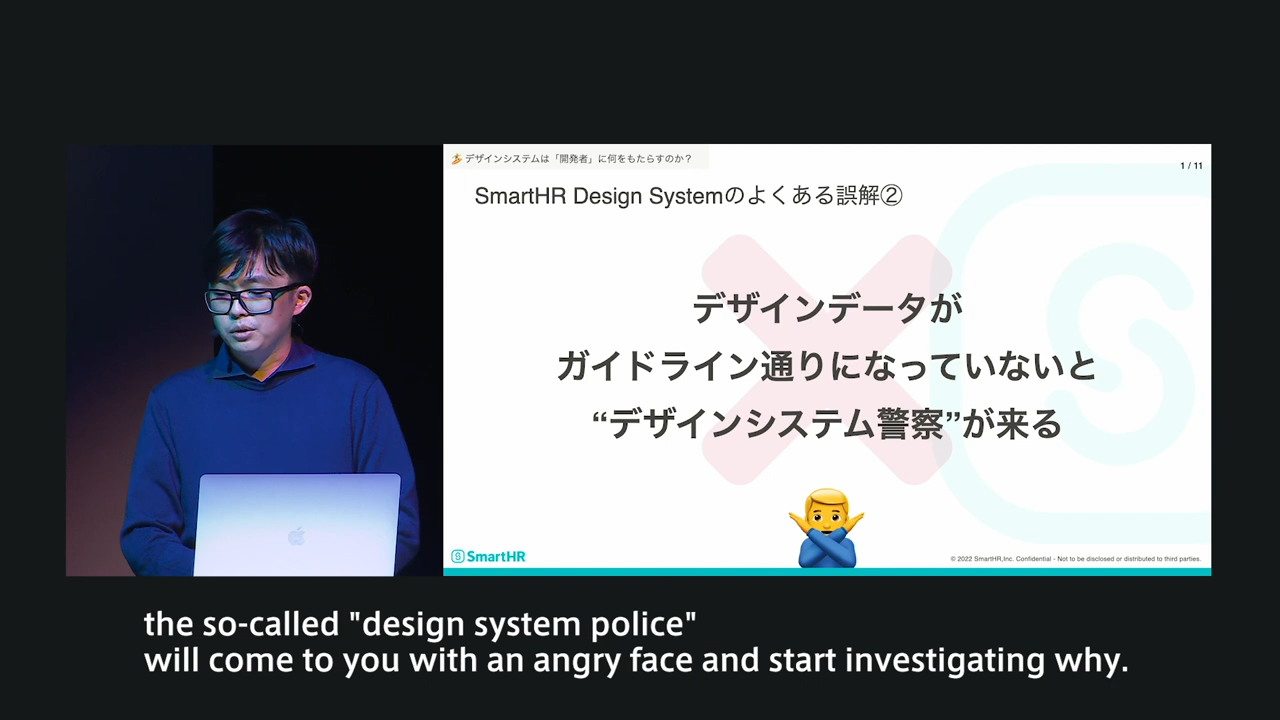 デザインシステムは「開発者」に何をもたらすのか？
1 / 11
SmartHR Design Systemのよくある誤解②
デザインデータが
ガイドライン通りになっていないと
“デザインシステム警察”が来る
SmartHR
© 2022 SmartHR,Inc. Confidential - Not to be disclosed or distributed to third parties.
the so-called "design system police"
will come to you with an angry face and start investigating why.